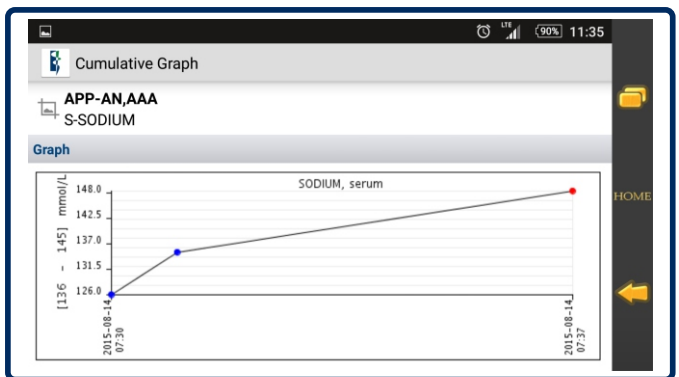 LTE 90% 11:35
Cumulative Graph
APP-AN,AAA
S-SODIUM
Graph
SODIUM, serum
[136 - 145] mmol/L
148.0
142.5
137.0
131.5
126.0
2015-08-14
07:30
2015-08-14
07:37
HOME